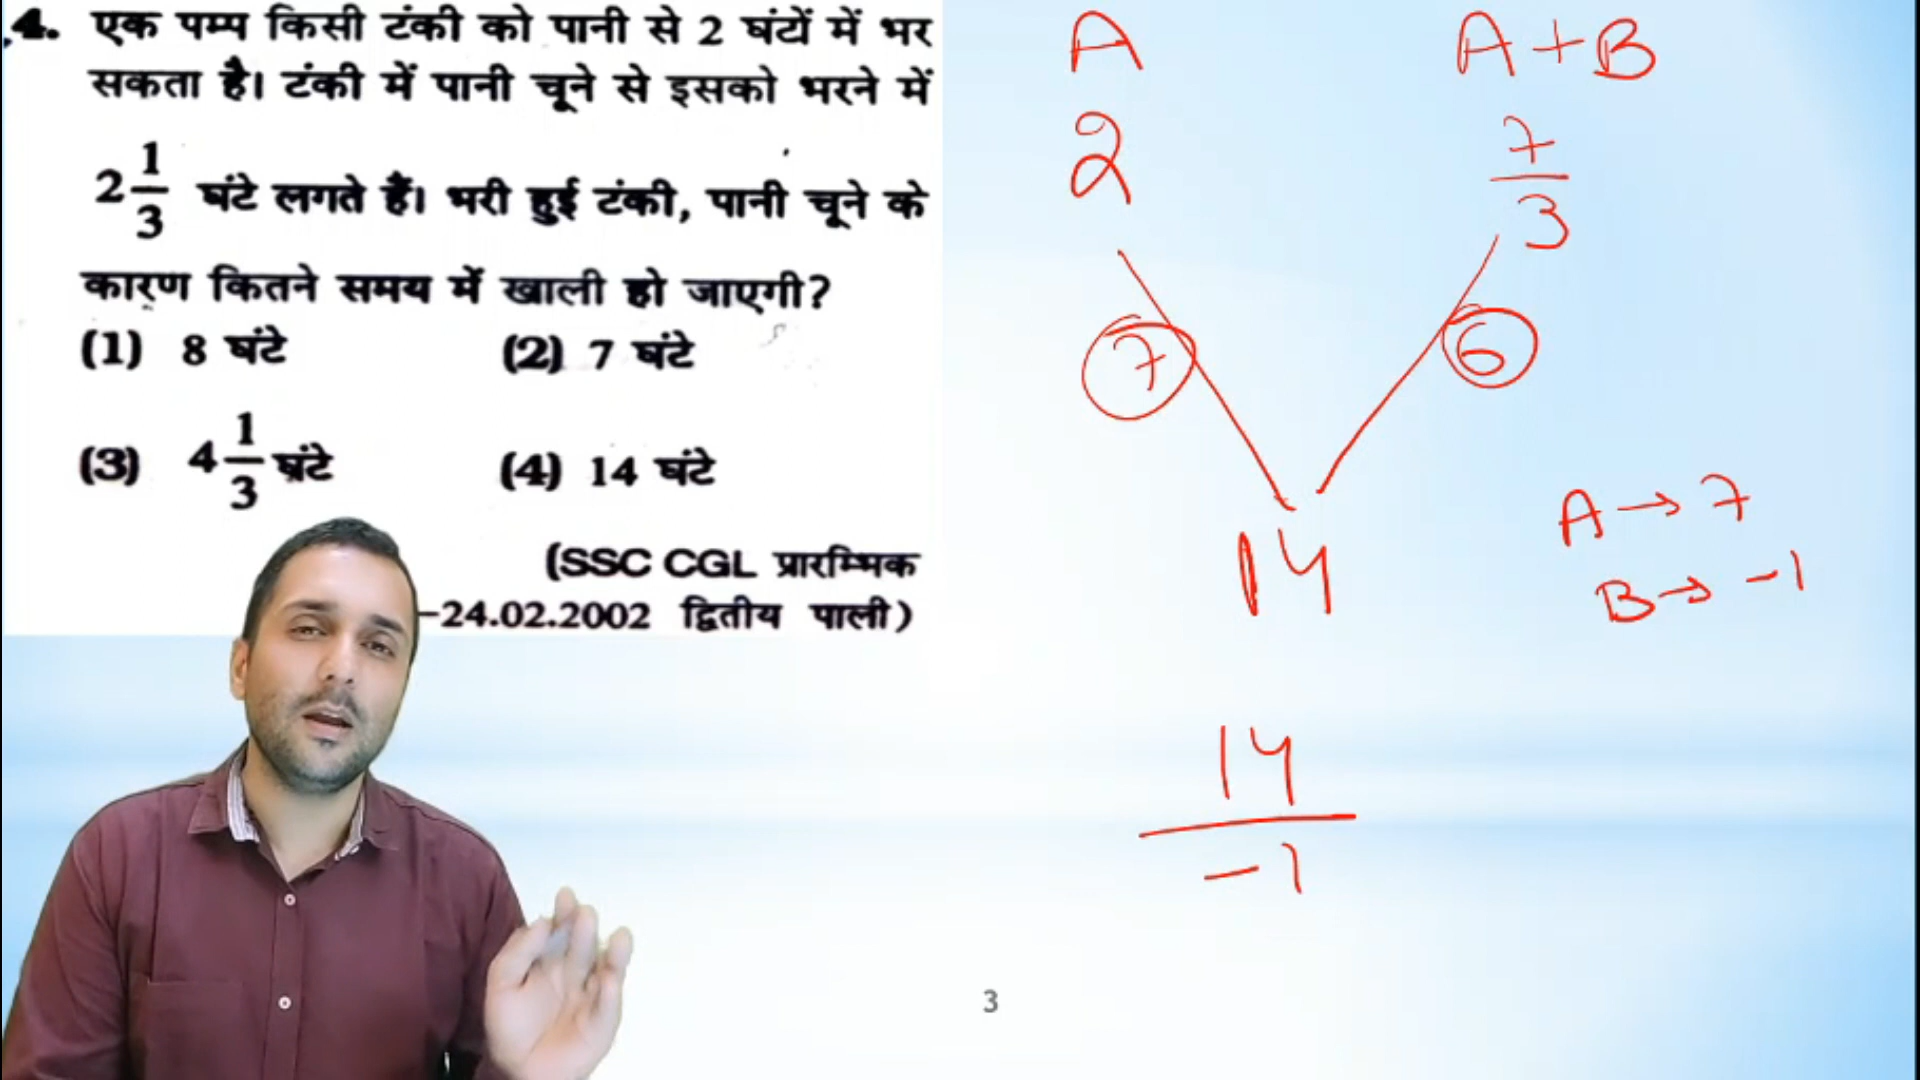 4. एक पम्प किसी टंकी को पानी से 2 घंटों में भर
सकता है। टंकी में पानी चूने से इसको भरने में
2 1/3 घंटे लगते हैं। भरी हुई टंकी, पानी चूने के
कारण कितने समय में खाली हो जाएगी?
(1) 8 घंटे (2) 7 घंटे
(3) 4 1/3 घंटे (4) 14 घंटे
(SSC CGL प्रारम्भिक
-24.02.2002 द्वितीय पाली)
A A+B
2 7/3
7 6
14
A → 7
B → -1
14/-1
3